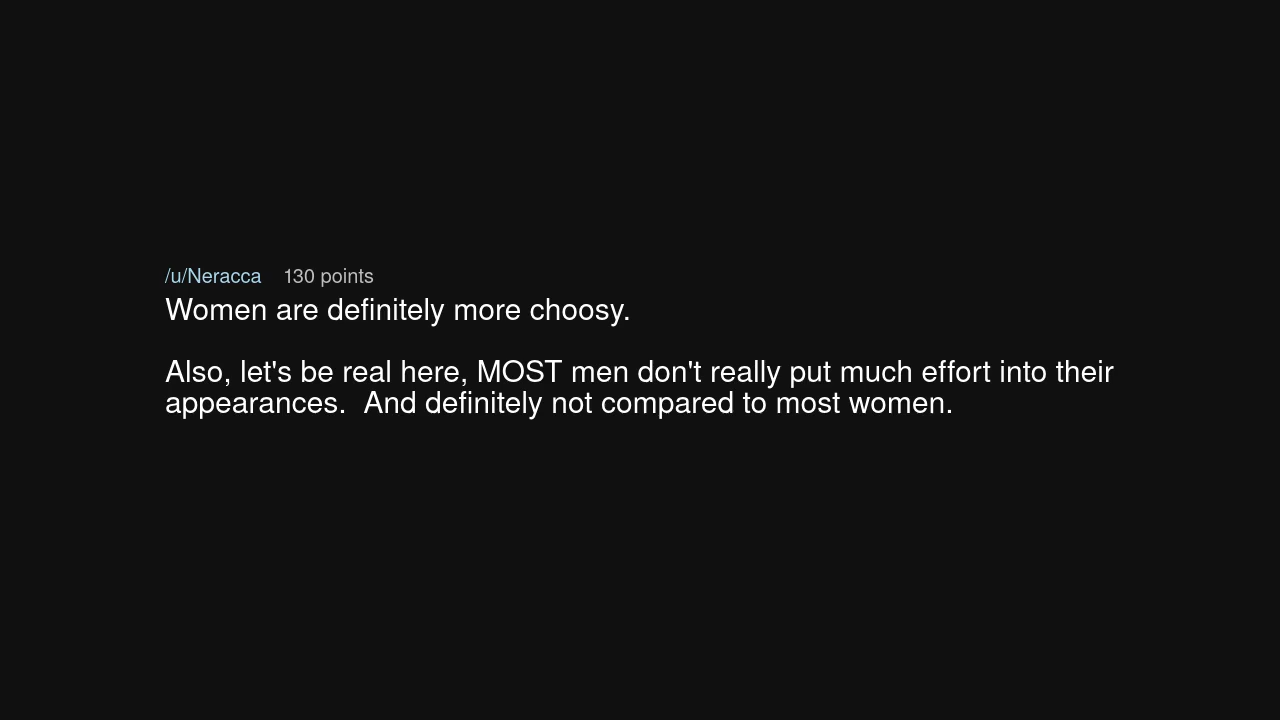 /u/Neracca 130 points
Women are definitely more choosy.
Also, let's be real here, MOST men don't really put much effort into their
appearances.  And definitely not compared to most women.